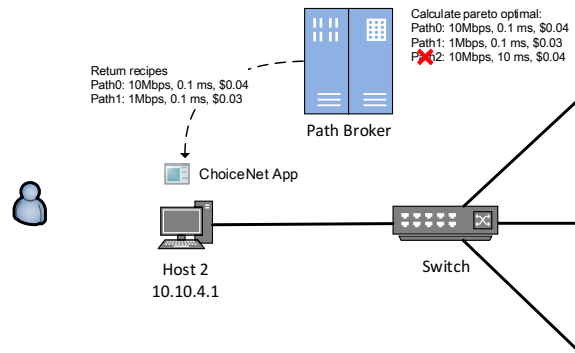 Calculate pareto optimal:
Path0: 10Mbps, 0.1 ms, $0.04
Path1: 1Mbps, 0.1 ms, $0.03
Path2: 10Mbps, 10 ms, $0.04
Return recipes
Path0: 10Mbps, 0.1 ms, $0.04
Path1: 1Mbps, 0.1 ms, $0.03
Path Broker
ChoiceNet App
Host 2
10.10.4.1
Switch